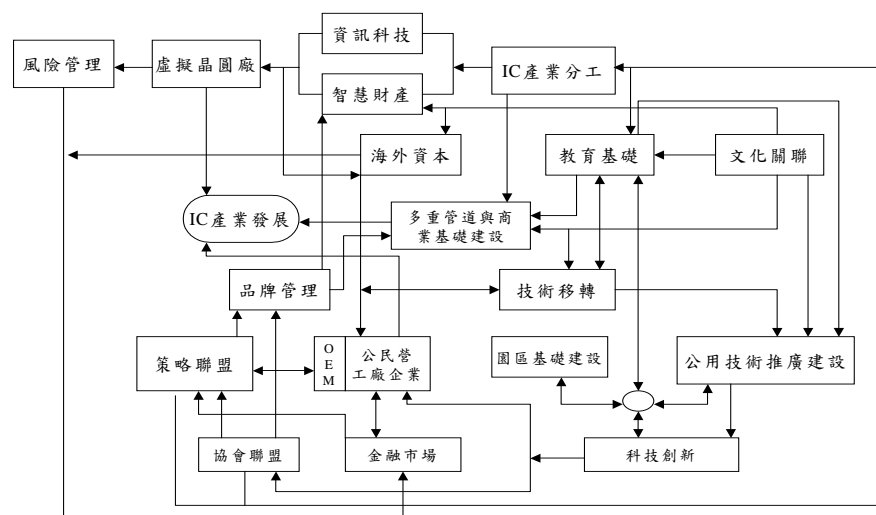 資訊科技
風險管理
虛擬晶圓廠
IC產業分工
智慧財產
海外資本
教育基礎
文化關聯
IC產業發展
多重管道與商
業基礎建設
品牌管理
技術移轉
策略聯盟
OEM
公民營
工廠企業
園區基礎建設
公用技術推廣建設
協會聯盟
金融市場
科技創新